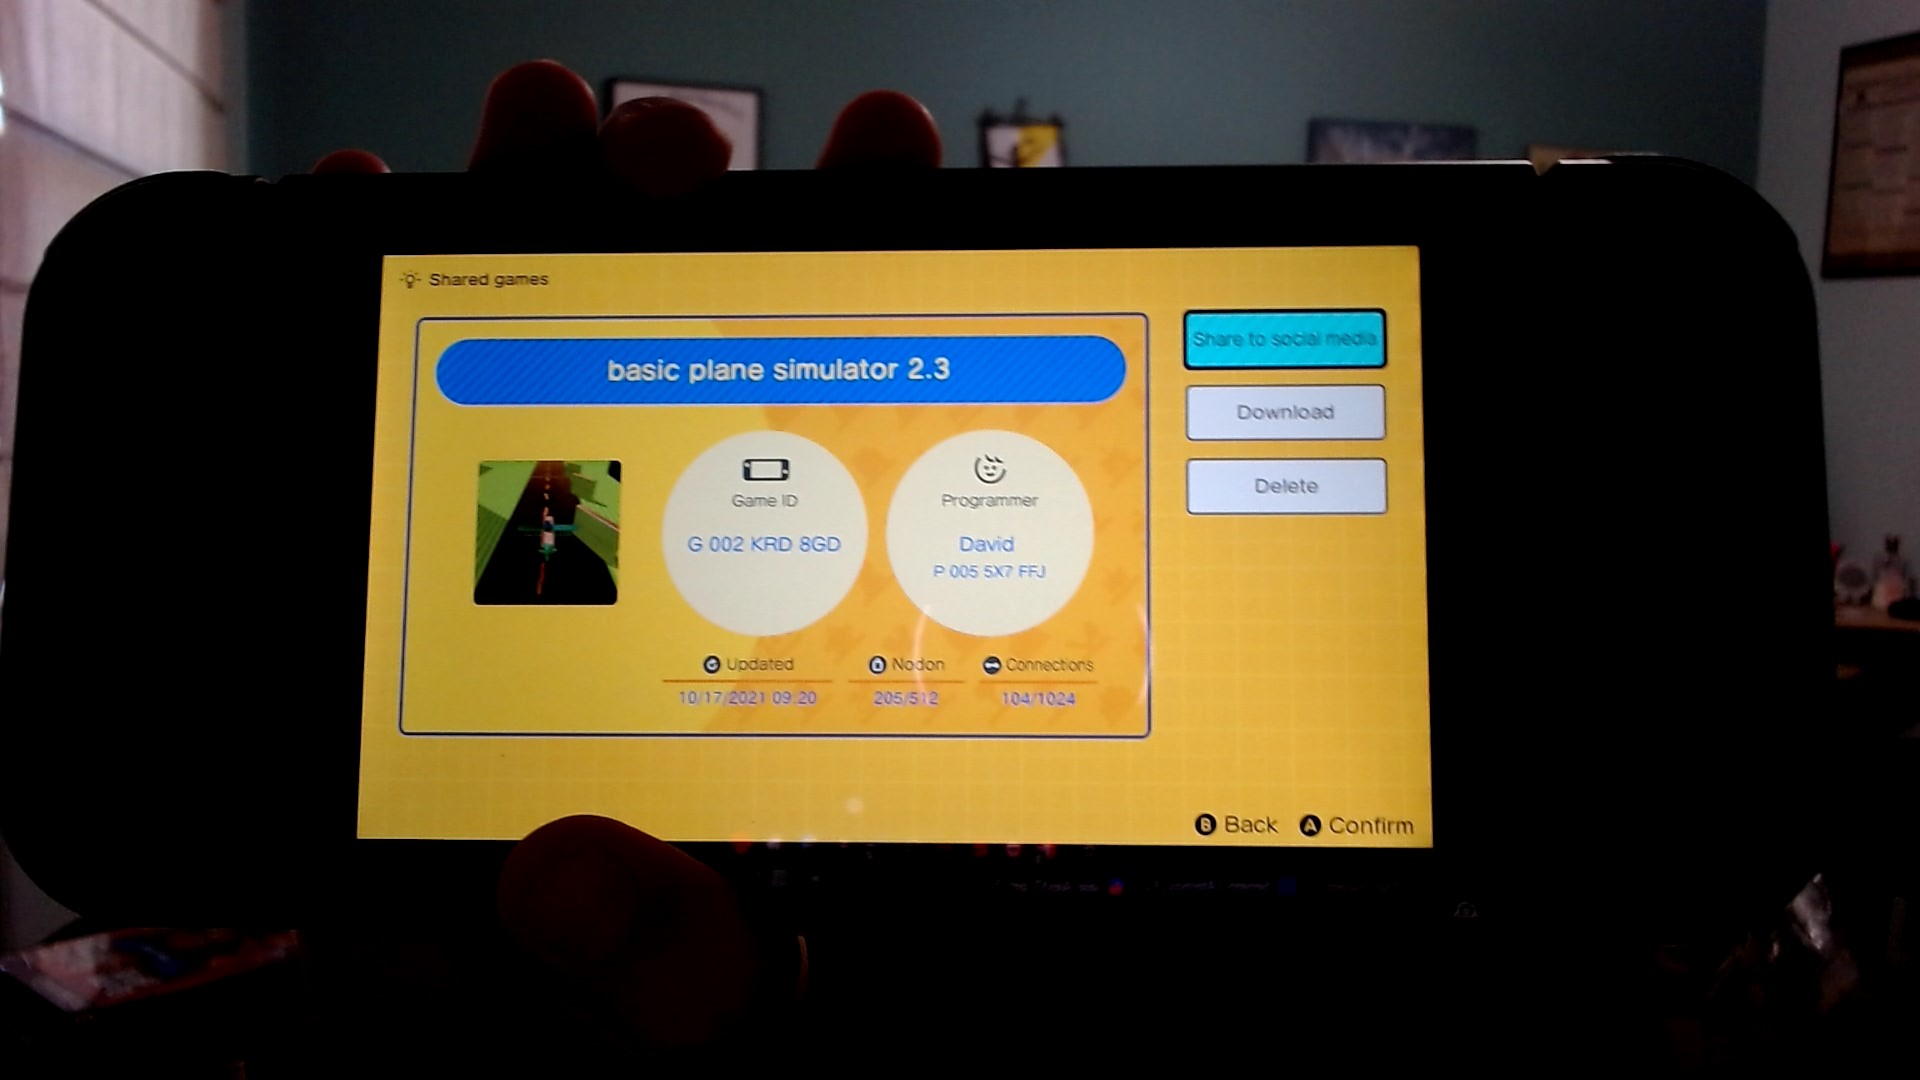 Shared games
basic plane simulator 2.3
Game ID
G 002 KRD 8GD
Programmer
David
P 005 5X7 FFJ
Updated
10/17/2021 09:20
Nodon
205/512
Connections
104/1024
Share to social media
Download
Delete
B Back
A Confirm